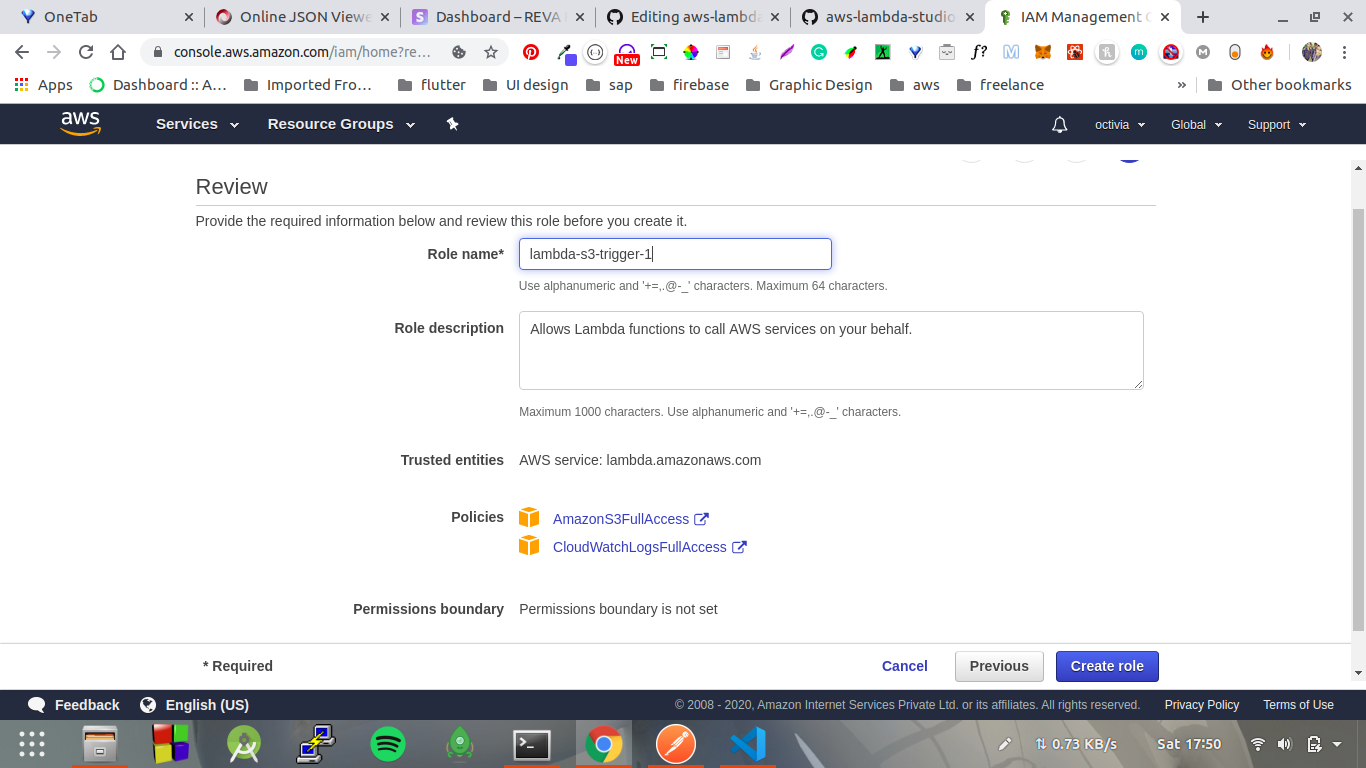 OneTab
Online JSON Viewe
Dashboard – REVA
Editing aws-lambda
aws-lambda-studio
IAM Management C
console.aws.amazon.com/iam/home?re…
New
f?
Apps
Dashboard :: A…
Imported Fro…
flutter
UI design
sap
firebase
Graphic Design
aws
freelance
»
Other bookmarks
aws
Services
Resource Groups
octivia
Global
Support
Review
Provide the required information below and review this role before you create it.
Role name*
lambda-s3-trigger-1
Use alphanumeric and '+=,.@-_' characters. Maximum 64 characters.
Role description
Allows Lambda functions to call AWS services on your behalf.
Maximum 1000 characters. Use alphanumeric and '+=,.@-_' characters.
Trusted entities
AWS service: lambda.amazonaws.com
Policies
AmazonS3FullAccess
CloudWatchLogsFullAccess
Permissions boundary
Permissions boundary is not set
* Required
Cancel
Previous
Create role
Feedback
English (US)
© 2008 - 2020, Amazon Internet Services Private Ltd. or its affiliates. All rights reserved.
Privacy Policy
Terms of Use
0.73 KB/s
Sat 17:50